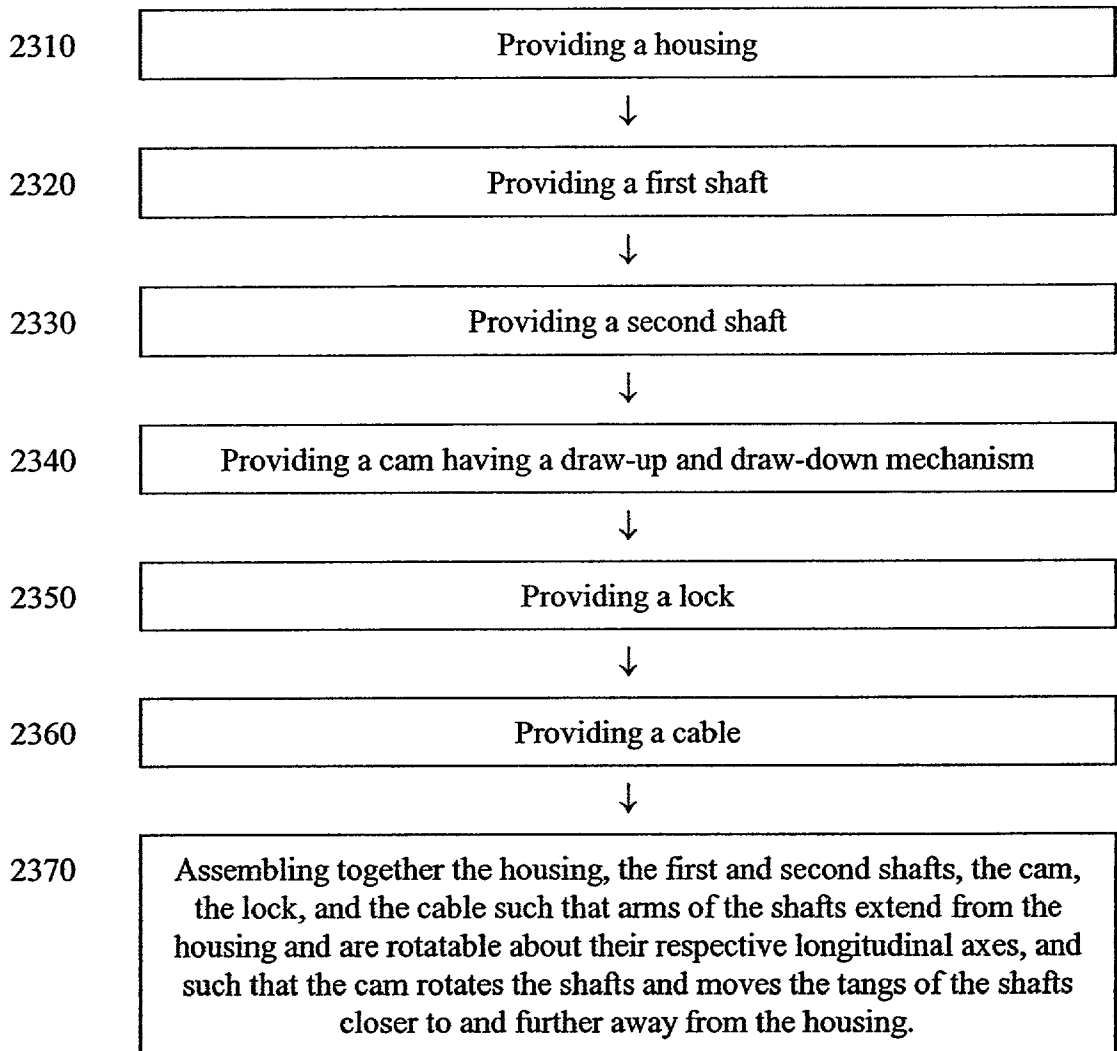 2310 Providing a housing
↓
2320 Providing a first shaft
↓
2330 Providing a second shaft
↓
2340 Providing a cam having a draw-up and draw-down mechanism
↓
2350 Providing a lock
↓
2360 Providing a cable
↓
2370 Assembling together the housing, the first and second shafts, the cam,
the lock, and the cable such that arms of the shafts extend from the
housing and are rotatable about their respective longitudinal axes, and
such that the cam rotates the shafts and moves the tangs of the shafts
closer to and further away from the housing.